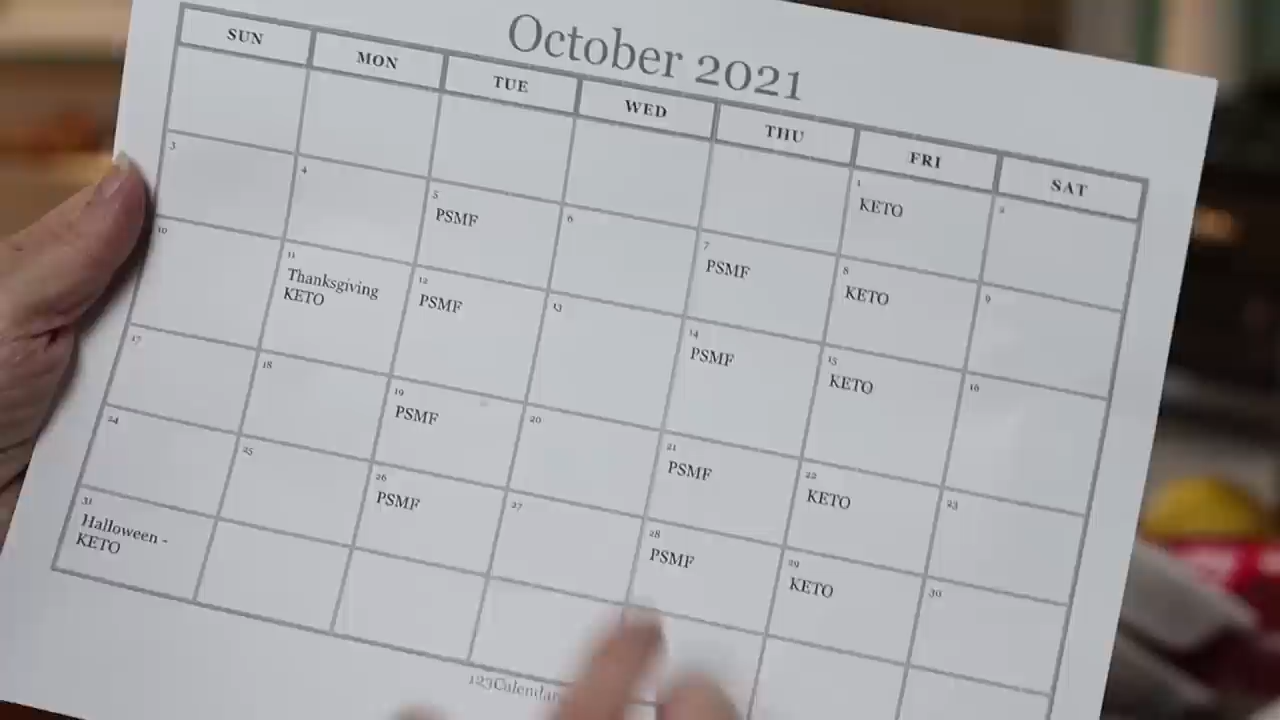 October 2021
SUN MON TUE WED THU FRI SAT
1 2
KETO
3 4 5 6 7 8 9
PSMF PSMF KETO
10 11 12 13 14 15 16
Thanksgiving
KETO PSMF PSMF KETO
17 18 19 20 21 22 23
PSMF PSMF KETO
24 25 26 27 28 29 30
PSMF PSMF KETO
31
Halloween -
KETO